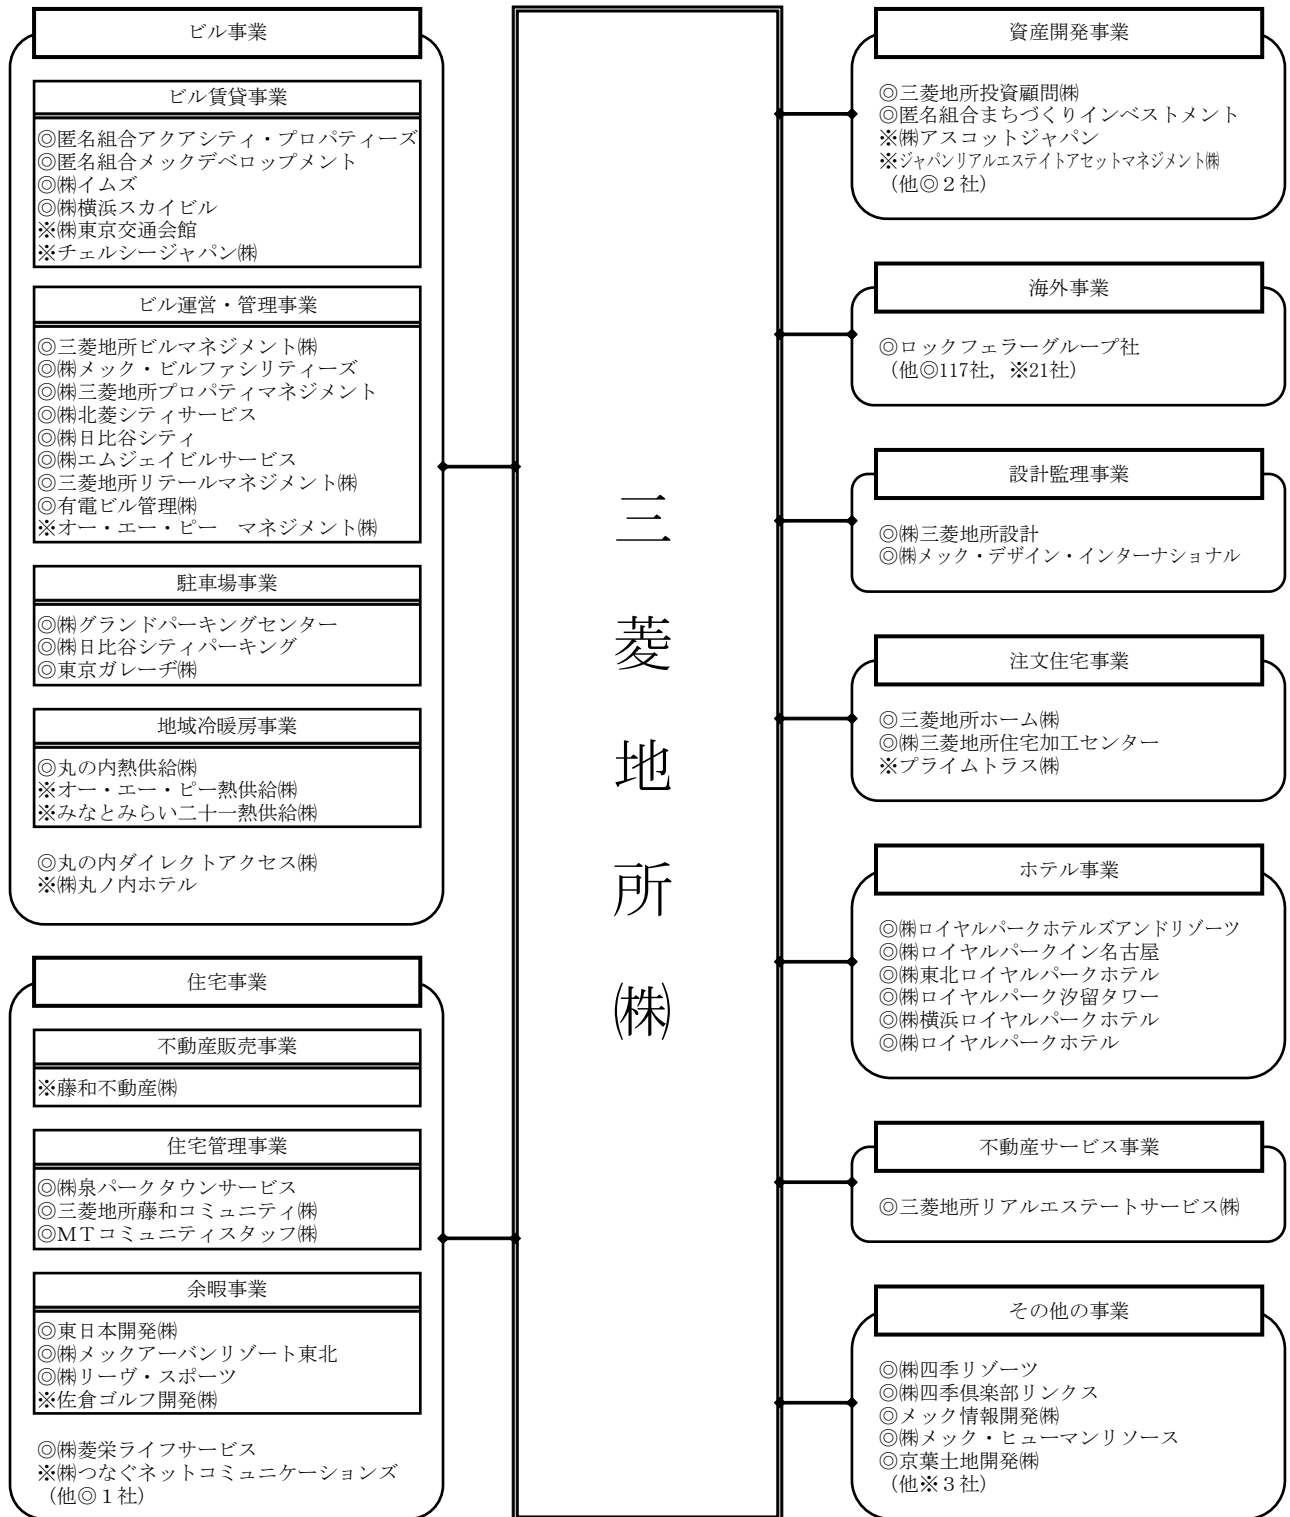 ビル事業
ビル賃貸事業
◎匿名組合アクアシティ・プロパティーズ
◎匿名組合メックデベロップメント
◎㈱イムズ
◎㈱横浜スカイビル
※㈱東京交通会館
※チェルシージャパン㈱
ビル運営・管理事業
◎三菱地所ビルマネジメント㈱
◎㈱メック・ビルファシリティーズ
◎㈱三菱地所プロパティマネジメント
◎㈱北菱シティサービス
◎㈱日比谷シティ
◎㈱エムジェイビルサービス
◎三菱地所リテールマネジメント㈱
◎有電ビル管理㈱
※オー・エー・ピー　マネジメント㈱
駐車場事業
◎㈱グランドパーキングセンター
◎㈱日比谷シティパーキング
◎東京ガレーヂ㈱
地域冷暖房事業
◎丸の内熱供給㈱
※オー・エー・ピー熱供給㈱
※みなとみらい二十一熱供給㈱
◎丸の内ダイレクトアクセス㈱
※㈱丸ノ内ホテル
住宅事業
不動産販売事業
※藤和不動産㈱
住宅管理事業
◎㈱泉パークタウンサービス
◎三菱地所藤和コミュニティ㈱
◎ＭＴコミュニティスタッフ㈱
余暇事業
◎東日本開発㈱
◎㈱メックアーバンリゾート東北
◎㈱リーヴ・スポーツ
※佐倉ゴルフ開発㈱
◎㈱菱栄ライフサービス
※㈱つなぐネットコミュニケーションズ
（他◎１社）
三菱地所㈱
資産開発事業
◎三菱地所投資顧問㈱
◎匿名組合まちづくりインベストメント
※㈱アスコットジャパン
※ジャパンリアルエステイトアセットマネジメント㈱
（他◎２社）
海外事業
◎ロックフェラーグループ社
（他◎117社，※21社）
設計監理事業
◎㈱三菱地所設計
◎㈱メック・デザイン・インターナショナル
注文住宅事業
◎三菱地所ホーム㈱
◎㈱三菱地所住宅加工センター
※プライムトラス㈱
ホテル事業
◎㈱ロイヤルパークホテルズアンドリゾーツ
◎㈱ロイヤルパークイン名古屋
◎㈱東北ロイヤルパークホテル
◎㈱ロイヤルパーク汐留タワー
◎㈱横浜ロイヤルパークホテル
◎㈱ロイヤルパークホテル
不動産サービス事業
◎三菱地所リアルエステートサービス㈱
その他の事業
◎㈱四季リゾーツ
◎㈱四季倶楽部リンクス
◎メック情報開発㈱
◎㈱メック・ヒューマンリソース
◎京葉土地開発㈱
（他※３社）